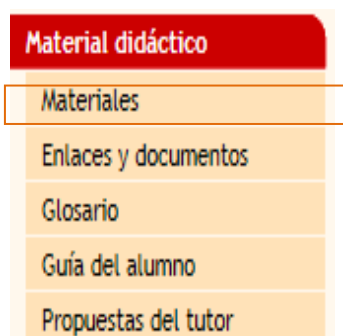 Material didáctico
Materiales
Enlaces y documentos
Glosario
Guía del alumno
Propuestas del tutor